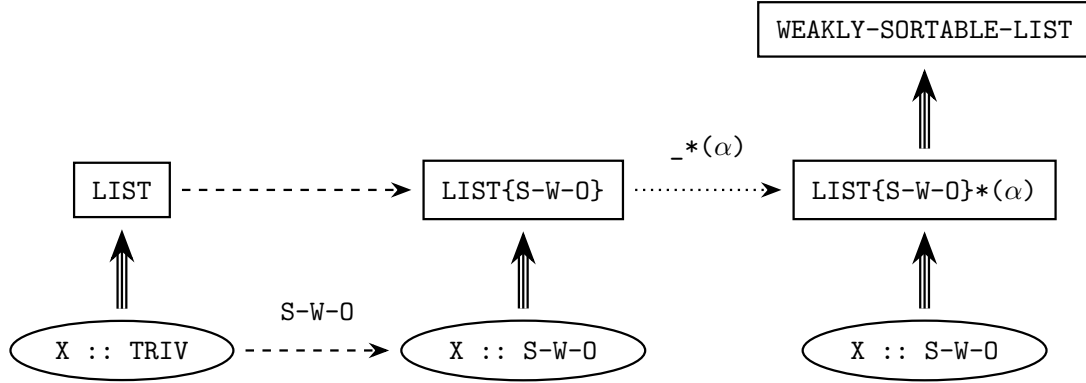 WEAKLY-SORTABLE-LIST
_*(α)
LIST
LIST{S-W-O}
LIST{S-W-O}*(α)
S-W-O
X :: TRIV
X :: S-W-O
X :: S-W-O